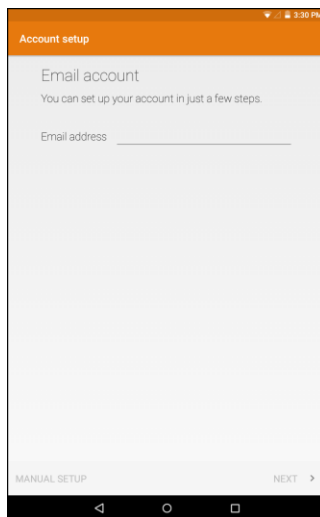 3:30 PM
Account setup
Email account
You can set up your account in just a few steps.
Email address
MANUAL SETUP
NEXT